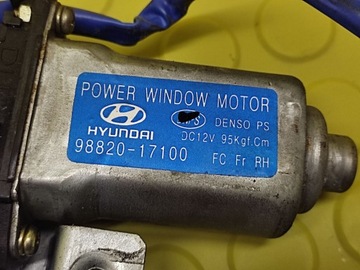 POWER WINDOW MOTOR
HYUNDAI
DENSO PS
DC12V 95Kgf.Cm
98820-17100 FC Fr RH